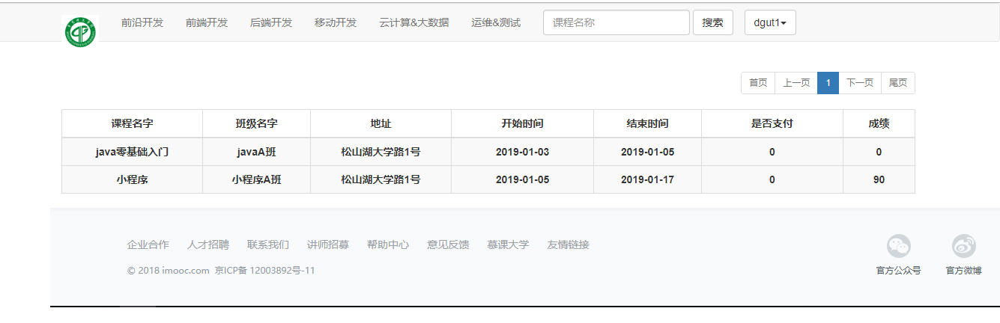 前沿开发 前端开发 后端开发 移动开发 云计算&大数据 运维&测试 课程名称 搜索 dgut1
首页 上一页 1 下一页 尾页
课程名字 班级名字 地址 开始时间 结束时间 是否支付 成绩
java零基础入门 javaA班 松山湖大学路1号 2019-01-03 2019-01-05 0 0
小程序 小程序A班 松山湖大学路1号 2019-01-05 2019-01-17 0 90
企业合作 人才招聘 联系我们 讲师招募 帮助中心 意见反馈 慕课大学 友情链接
© 2018 imooc.com 京ICP备 12003892号-11
官方公众号 官方微博